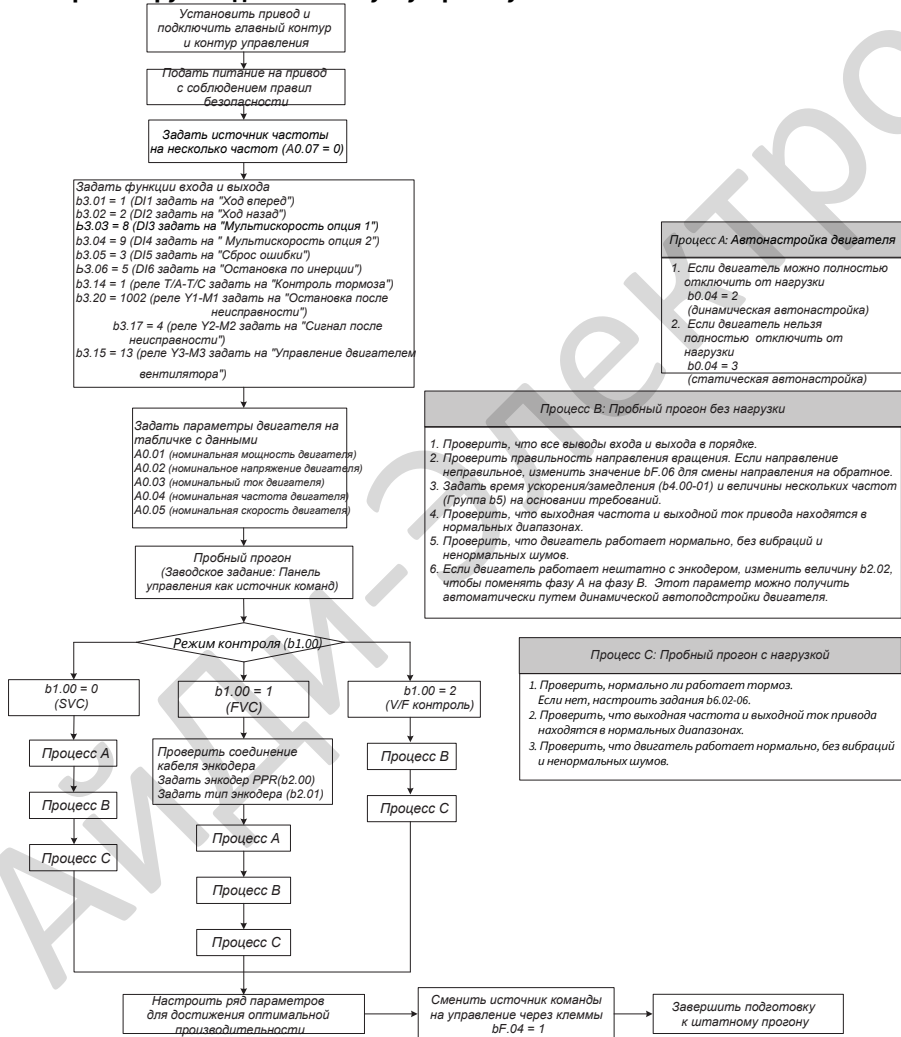 Установить привод и
подключить главный контур
и контур управления
Подать питание на привод
с соблюдением правил
безопасности
Задать источник частоты
на несколько частот (A0.07 = 0)
Задать функции входа и выхода
b3.01 = 1 (DI1 задать на "Ход вперед")
b3.02 = 2 (DI2 задать на "Ход назад")
Ь3.03 = 8 (DI3 задать на "Мультискорость опция 1")
b3.04 = 9 (DI4 задать на " Мультискорость опция 2")
b3.05 = 3 (DI5 задать на "Сброс ошибки")
Ь3.06 = 5 (DI6 задать на "Остановка по инерции")
b3.14 = 1 (реле T/A-T/C задать на "Контроль тормоза")
b3.20 = 1002 (реле Y1-M1 задать на "Остановка после
неисправности")
b3.17 = 4 (реле Y2-M2 задать на "Сигнал после
неисправности")
b3.15 = 13 (реле Y3-M3 задать на "Управление двигателем
вентилятора")
Задать параметры двигателя на
табличке с данными
A0.01 (номинальная мощность двигателя)
A0.02 (номинальное напряжение двигателя)
A0.03 (номинальный ток двигателя)
A0.04 (номинальная частота двигателя)
A0.05 (номинальная скорость двигателя)
Пробный прогон
(Заводское задание: Панель
управления как источник команд)
Режим контроля (b1.00)
b1.00 = 0
(SVC)
Процесс A
Процесс B
Процесс C
b1.00 = 1
(FVC)
Проверить соединение
кабеля энкодера
Задать энкодер PPR(b2.00)
Задать тип энкодера (b2.01)
Процесс A
Процесс B
Процесс C
b1.00 = 2
(V/F контроль)
Процесс B
Процесс C
Процесс A: Автонастройка двигателя
1. Если двигатель можно полностью
отключить от нагрузки
b0.04 = 2
(динамическая автонастройка)
2. Если двигатель нельзя
полностью отключить от
нагрузки
b0.04 = 3
(статическая автонастройка)
Процесс B: Пробный прогон без нагрузки
1. Проверить, что все выводы входа и выхода в порядке.
2. Проверить правильность направления вращения. Если направление
неправильное, изменить значение bF.06 для смены направления на обратное.
3. Задать время ускорения/замедления (b4.00-01) и величины нескольких частот
(Группа b5) на основании требований.
4. Проверить, что выходная частота и выходной ток привода находятся в
нормальных диапазонах.
5. Проверить, что двигатель работает нормально, без вибраций и
ненормальных шумов.
6. Если двигатель работает нештатно с энкодером, изменить величину b2.02,
чтобы поменять фазу A на фазу B. Этот параметр можно получить
автоматически путем динамической автоподстройки двигателя.
Процесс C: Пробный прогон с нагрузкой
1. Проверить, нормально ли работает тормоз.
Если нет, настроить задания b6.02-06.
2. Проверить, что выходная частота и выходной ток привода
находятся в нормальных диапазонах.
3. Проверить, что двигатель работает нормально, без вибраций
и ненормальных шумов.
Настроить ряд параметров
для достижения оптимальной
производительности
Сменить источник команды
на управление через клеммы
bF.04 = 1
Завершить подготовку
к штатному прогону
АйДи-Электро